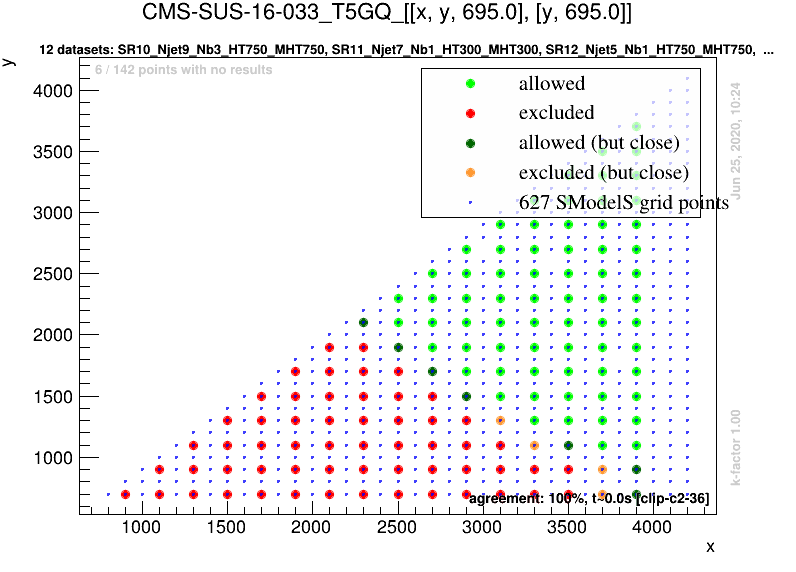 CMS-SUS-16-033_T5GQ_[[x, y, 695.0], [y, 695.0]]
12 datasets: SR10_Njet9_Nb3_HT750_MHT750, SR11_Njet7_Nb1_HT300_MHT300, SR12_Njet5_Nb1_HT750_MHT750, ...
y
6 / 142 points with no results
allowed
excluded
allowed (but close)
excluded (but close)
627 SModelS grid points
Jun 25, 2020, 10:24
4000
3500
3000
2500
2000
1500
1000
k-factor 1.00
agreement: 100%, t~0.0s [clip-c2-36]
1000 1500 2000 2500 3000 3500 4000
x